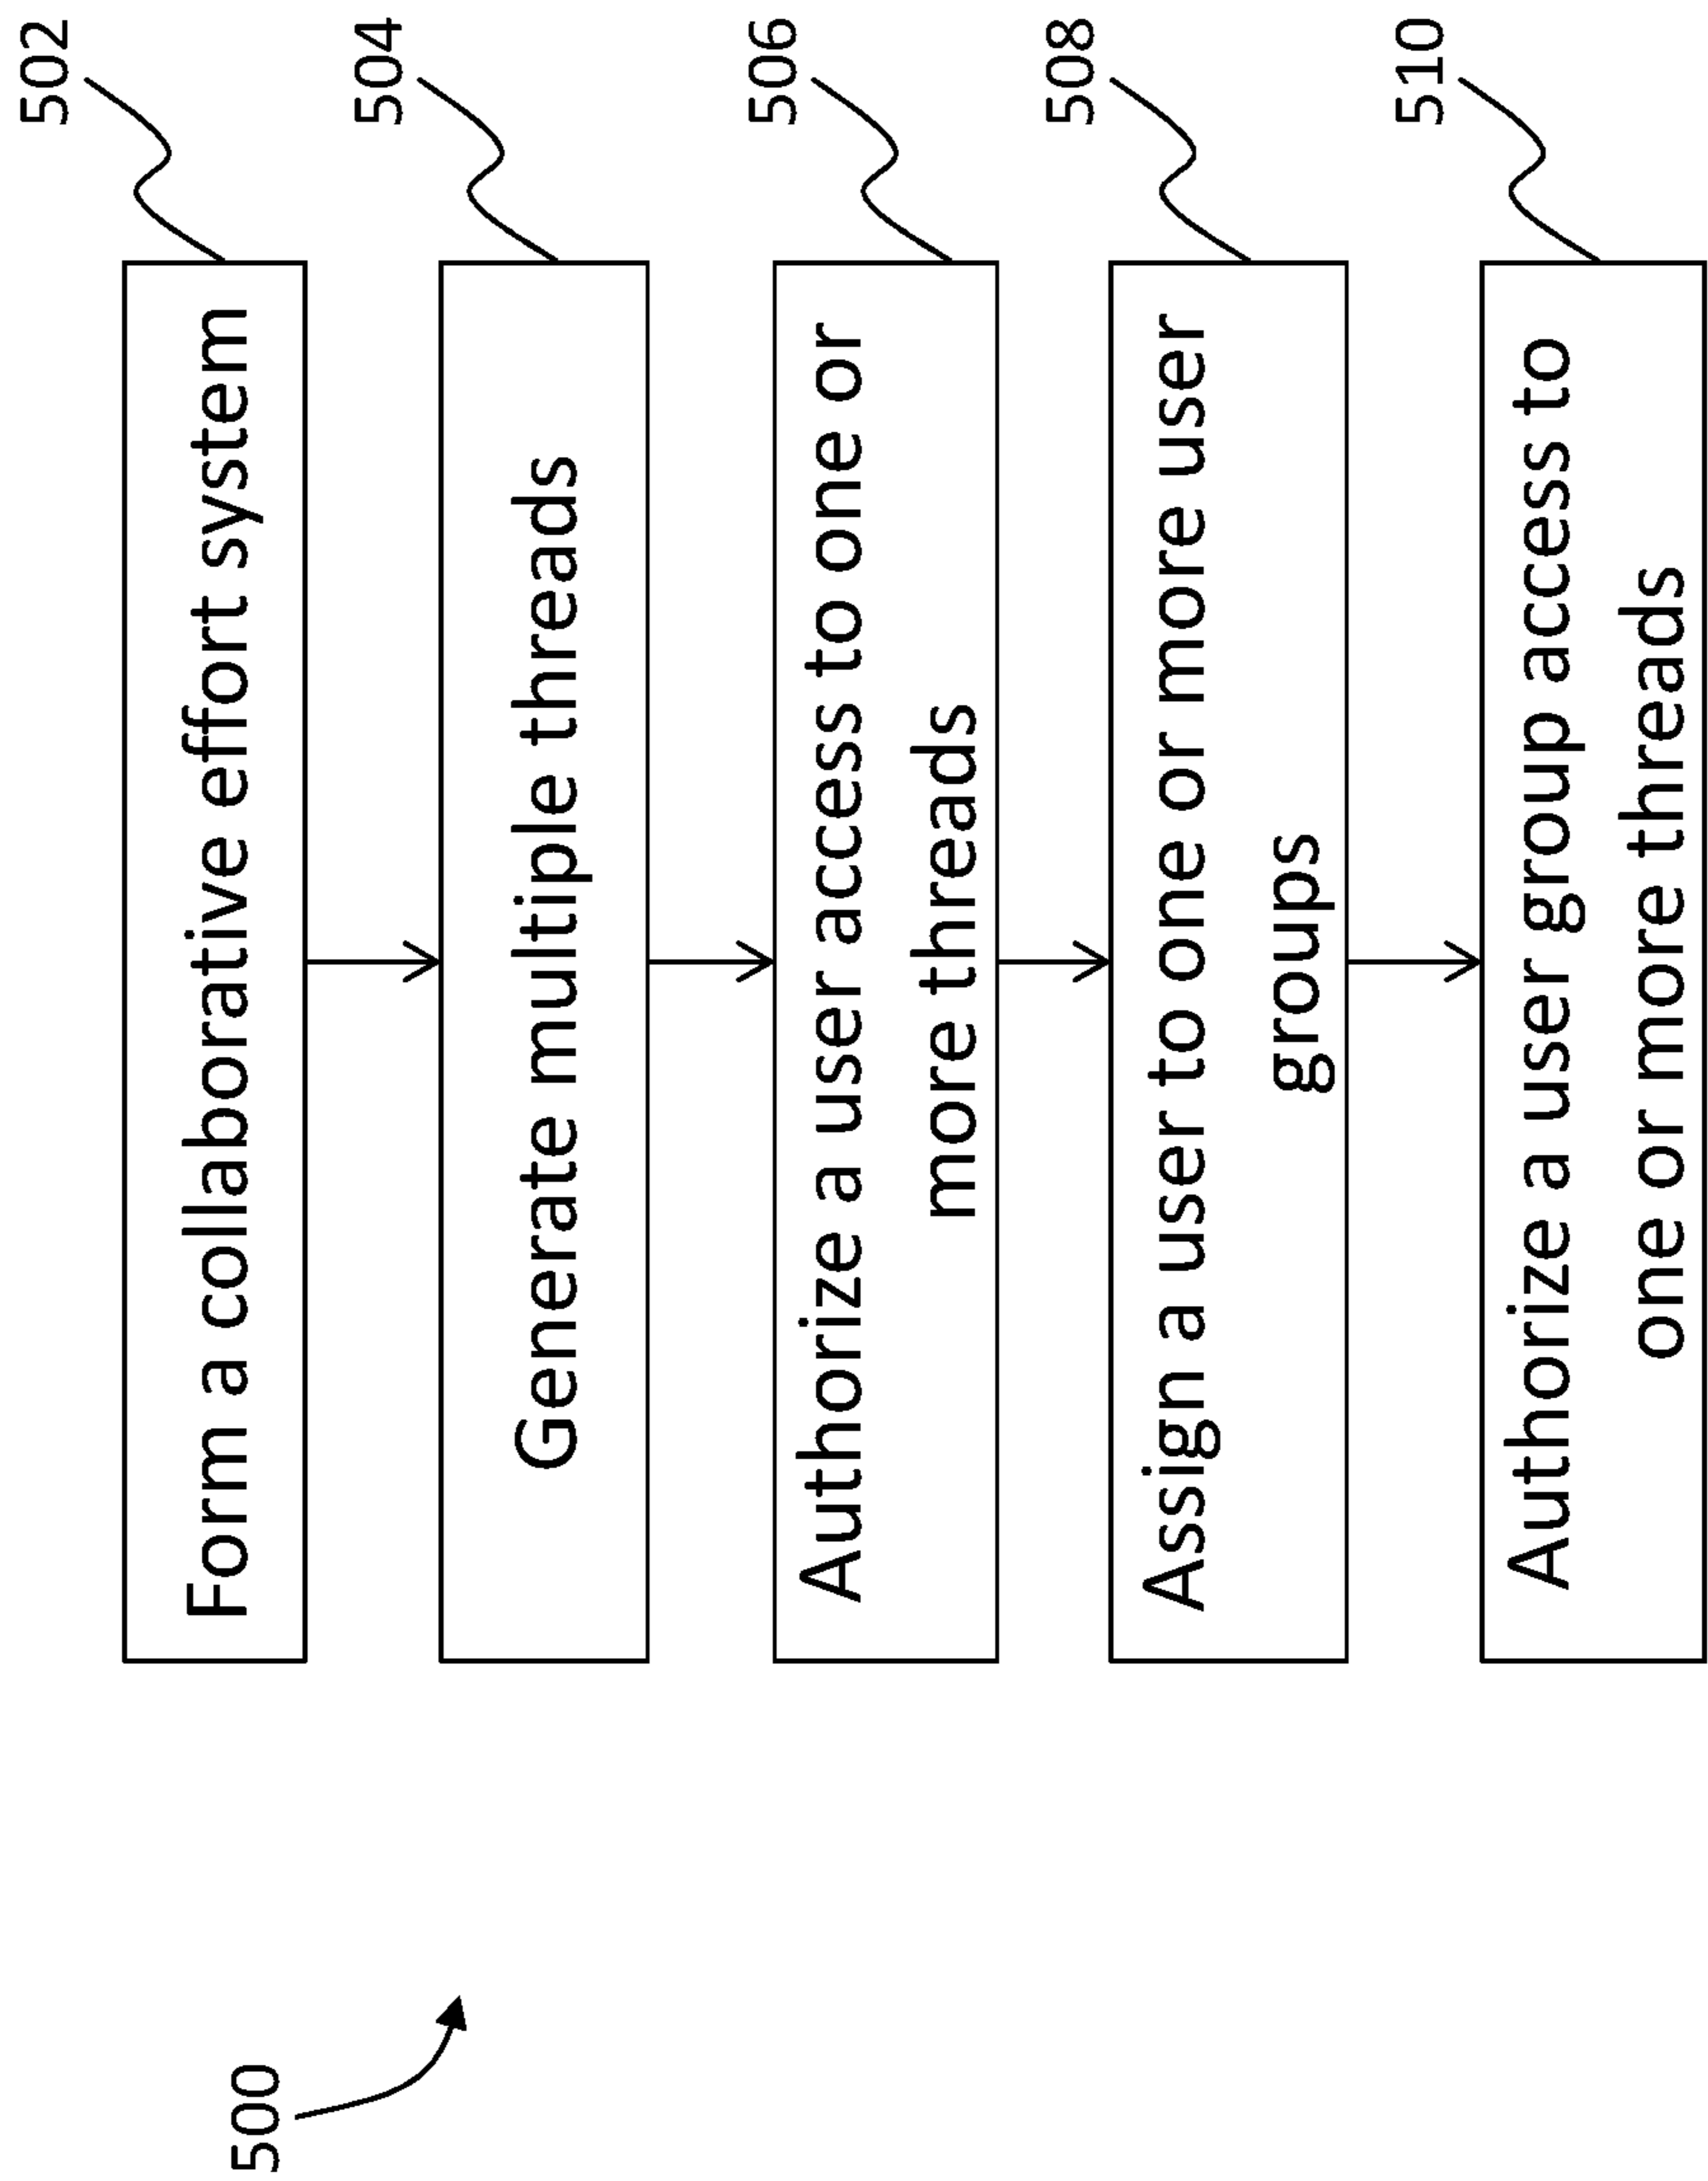 500
Form a collaborative effort system
502
Generate multiple threads
504
Authorize a user access to one or
more threads
506
Assign a user to one or more user
groups
508
Authorize a user group access to
one or more threads
510